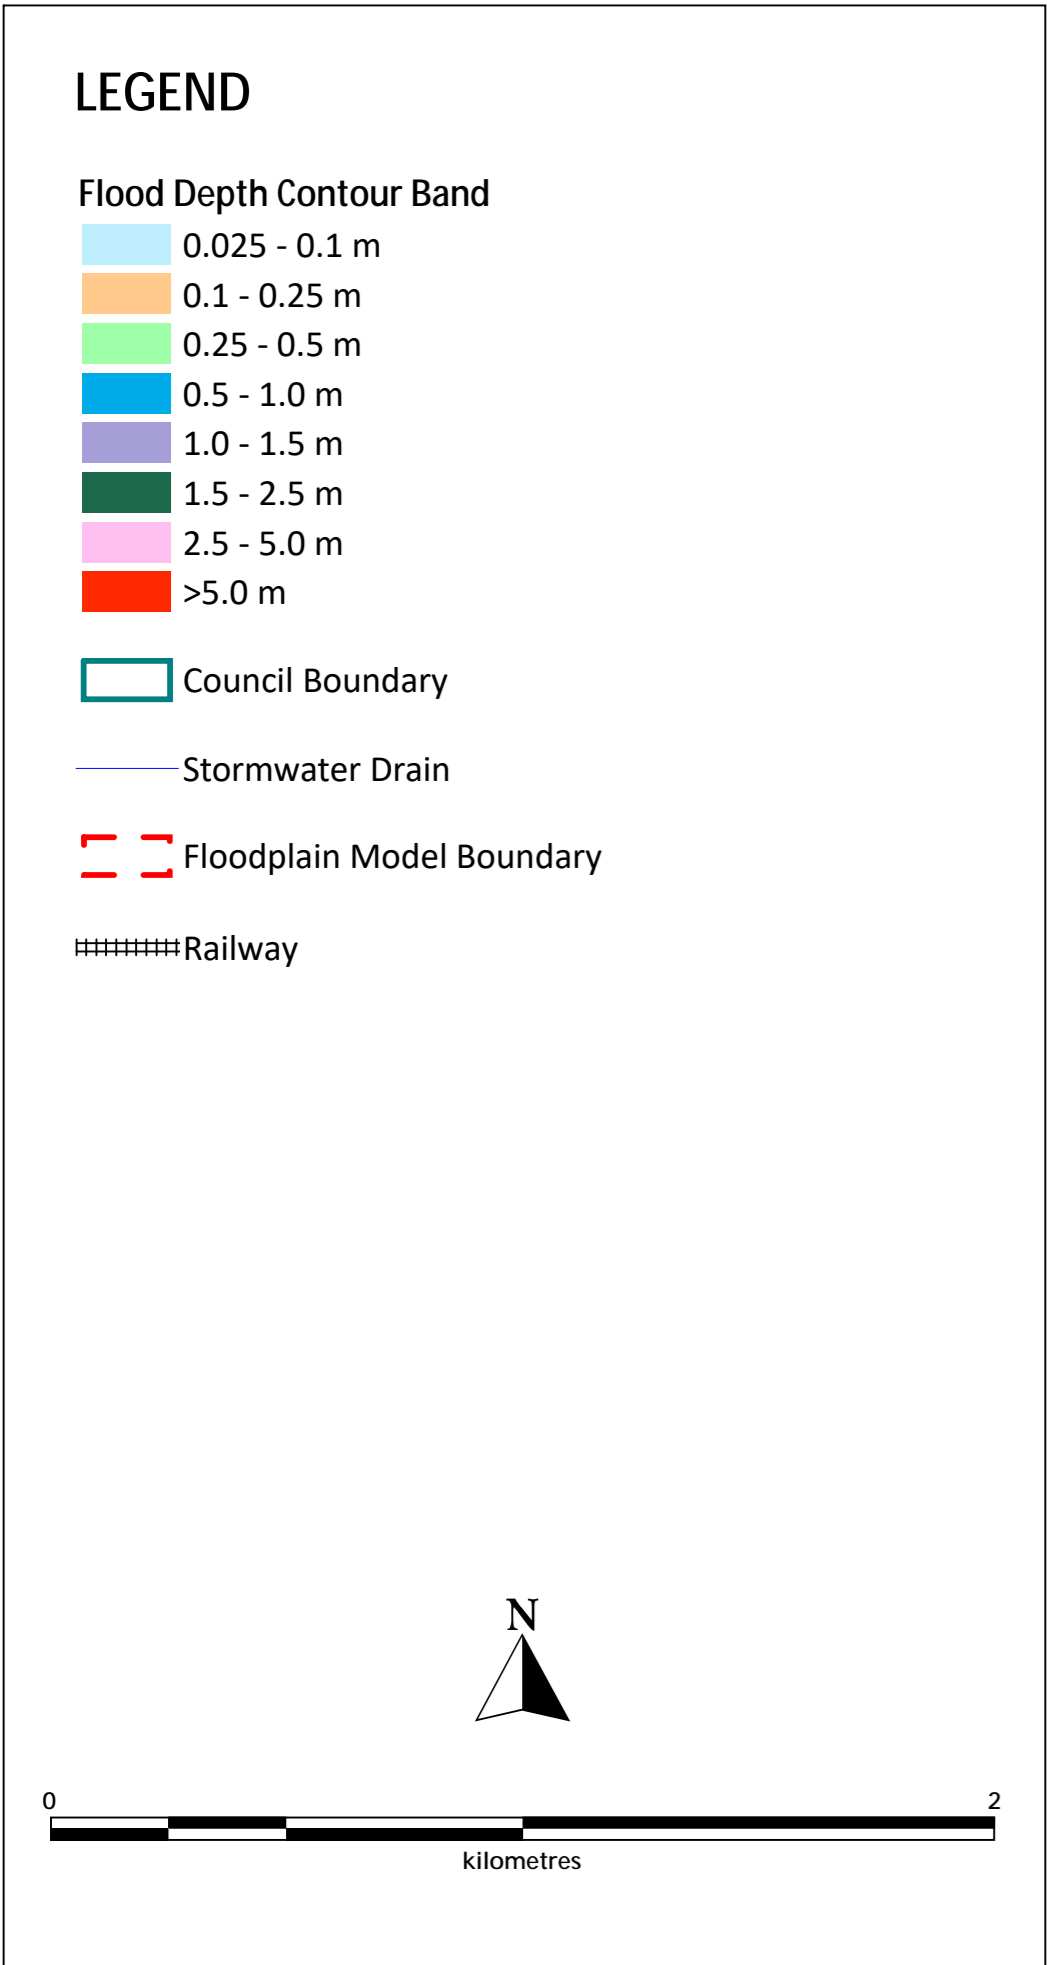 LEGEND
Flood Depth Contour Band
0.025 - 0.1 m
0.1 - 0.25 m
0.25 - 0.5 m
0.5 - 1.0 m
1.0 - 1.5 m
1.5 - 2.5 m
2.5 - 5.0 m
>5.0 m
Council Boundary
Stormwater Drain
Floodplain Model Boundary
Railway
N
0 2
kilometres